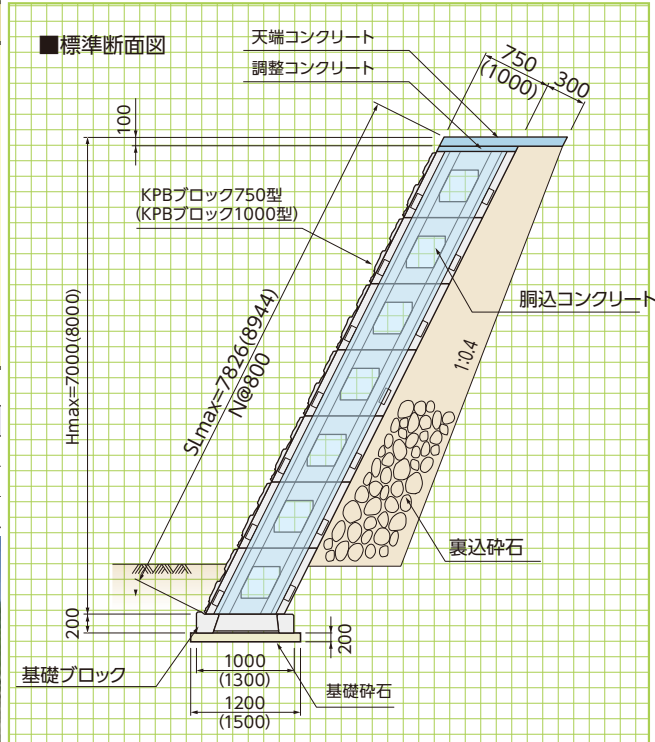 ■標準断面図
天端コンクリート
調整コンクリート
750
(1000)
300
100
KPBブロック750型
(KPBブロック1000型)
胴込コンクリート
Hmax=7000(8000)
SLmax=7826(8944)
N@800
1:0.4
裏込砕石
200
200
基礎ブロック
1000
(1300)
基礎砕石
1200
(1500)